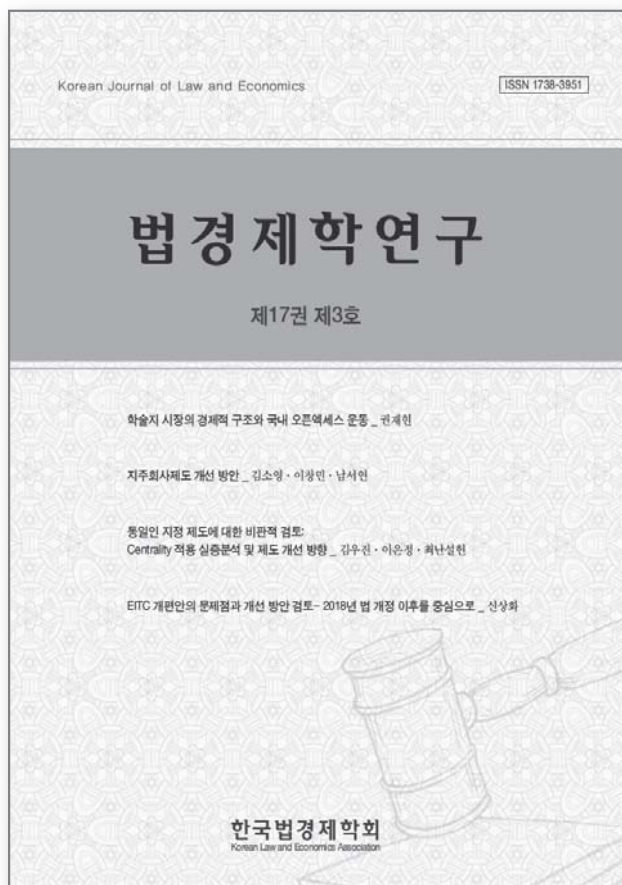 Korean Journal of Law and Economics
ISSN 1738-3951
법경제학연구
제17권 제3호
학술지 시장의 경제적 구조와 국내 오픈엑세스 운동 _ 권재현
지주회사제도 개선 방안 _ 김소영 · 이창민 · 남서현
동일인 지정 제도에 대한 비판적 검토:
Centrality 적용 실증분석 및 제도 개선 방향 _ 김우진 · 이은정 · 최난설헌
EITC 개편안의 문제점과 개선 방안 검토– 2018년 법 개정 이후를 중심으로 _ 신상화
한국법경제학회
Korean Law and Economics Association